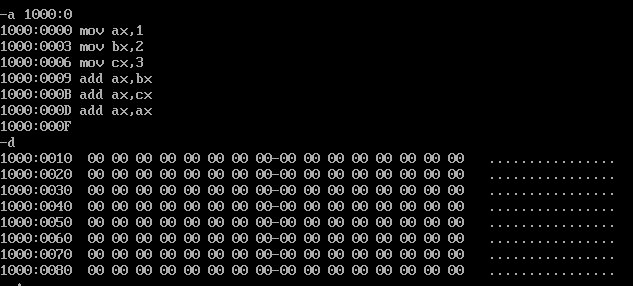 -a 1000:0
1000:0000 mov ax,1
1000:0003 mov bx,2
1000:0006 mov cx,3
1000:0009 add ax,bx
1000:000B add ax,cx
1000:000D add ax,ax
1000:000F
-d
1000:0010  00 00 00 00 00 00 00 00-00 00 00 00 00 00 00 00   ................
1000:0020  00 00 00 00 00 00 00 00-00 00 00 00 00 00 00 00   ................
1000:0030  00 00 00 00 00 00 00 00-00 00 00 00 00 00 00 00   ................
1000:0040  00 00 00 00 00 00 00 00-00 00 00 00 00 00 00 00   ................
1000:0050  00 00 00 00 00 00 00 00-00 00 00 00 00 00 00 00   ................
1000:0060  00 00 00 00 00 00 00 00-00 00 00 00 00 00 00 00   ................
1000:0070  00 00 00 00 00 00 00 00-00 00 00 00 00 00 00 00   ................
1000:0080  00 00 00 00 00 00 00 00-00 00 00 00 00 00 00 00   ................